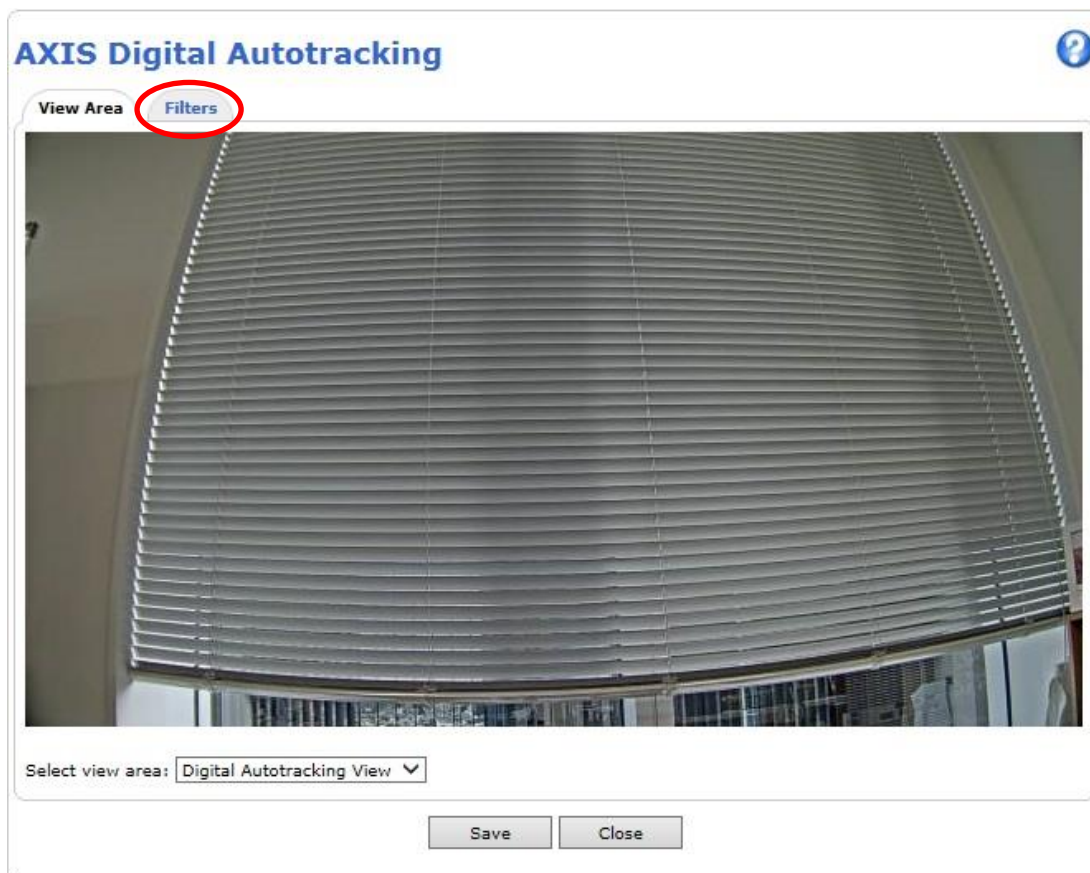 AXIS Digital Autotracking
?
View Area Filters
Select view area: Digital Autotracking View
Save Close